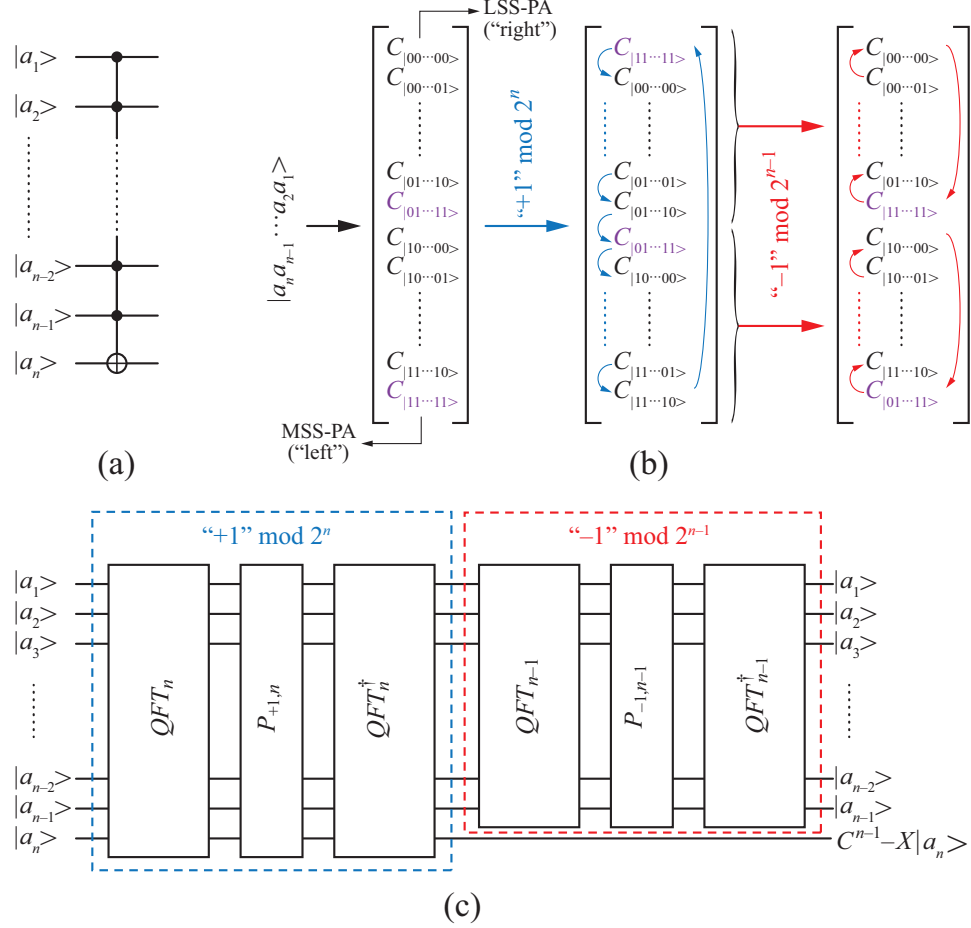 |a₁>
|a₂>
|aₙ₋₂>
|aₙ₋₁>
|aₙ>
(a)
|aₙaₙ₋₁···a₂a₁>
LSS-PA
(“right”)
C|00···00>
C|00···01>
C|01···10>
C|01···11>
C|10···00>
C|10···01>
C|11···10>
C|11···11>
MSS-PA
(“left”)
“+1” mod 2ⁿ
C|11···11>
C|00···00>
C|01···01>
C|01···10>
C|01···11>
C|10···00>
C|11···01>
C|11···10>
“–1” mod 2ⁿ⁻¹
C|00···00>
C|00···01>
C|01···10>
C|11···11>
C|10···00>
C|10···01>
C|11···10>
C|01···11>
(b)
“+1” mod 2ⁿ
“–1” mod 2ⁿ⁻¹
|a₁>
|a₂>
|a₃>
|aₙ₋₂>
|aₙ₋₁>
|aₙ>
QFTₙ
P₊₁,ₙ
QFT†ₙ
QFTₙ₋₁
P₋₁,ₙ₋₁
QFT†ₙ₋₁
|a₁>
|a₂>
|a₃>
|aₙ₋₂>
|aₙ₋₁>
Cⁿ⁻¹–X|aₙ>
(c)